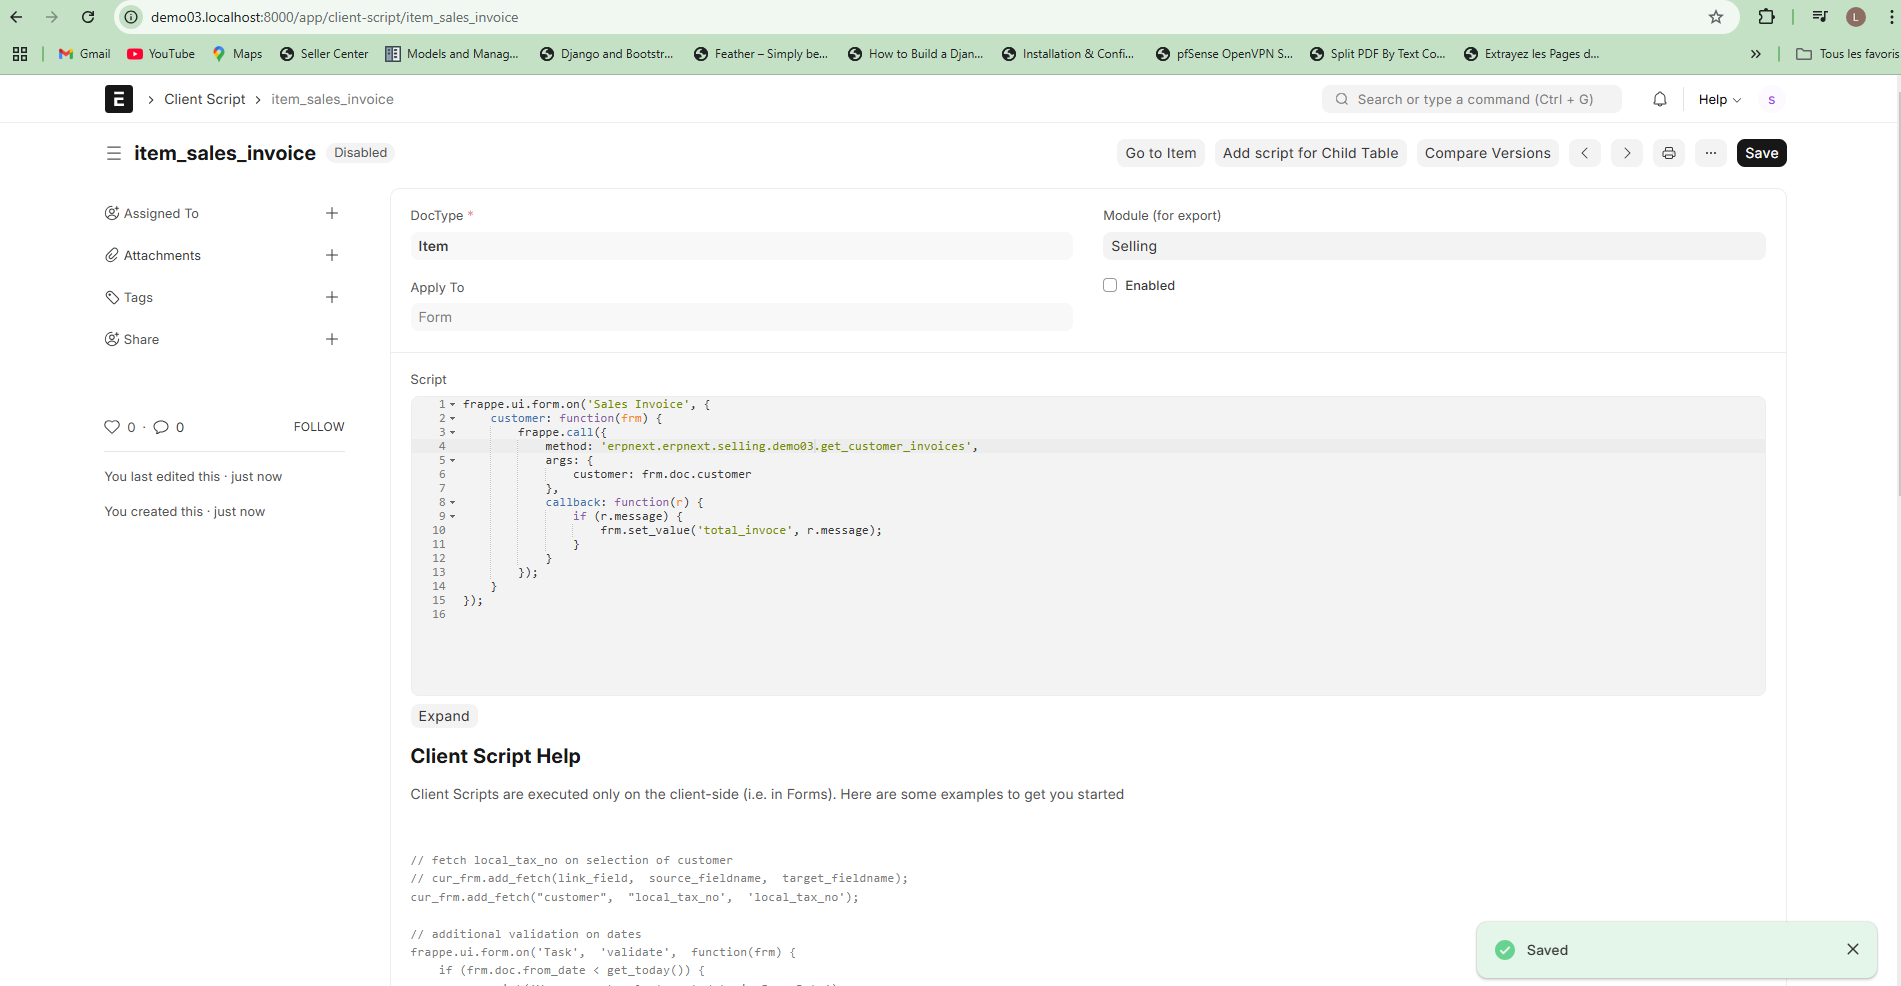 demo03.localhost:8000/app/client-script/item_sales_invoice
L
Gmail YouTube Maps Seller Center Models and Manag... Django and Bootstr... Feather – Simply be... How to Build a Djan... Installation & Confi... pfSense OpenVPN S... Split PDF By Text Co... Extrayez les Pages d... » Tous les favoris
E › Client Script › item_sales_invoice
Search or type a command (Ctrl + G)
Help
S
item_sales_invoice Disabled
Go to Item Add script for Child Table Compare Versions ... Save
Assigned To +
Attachments +
Tags +
Share +
0 · 0 FOLLOW
You last edited this · just now
You created this · just now
DocType *
Item
Apply To
Form
Module (for export)
Selling
Enabled
Script
1 frappe.ui.form.on('Sales Invoice', {
2 customer: function(frm) {
3 frappe.call({
4 method: 'erpnext.erpnext.selling.demo03.get_customer_invoices',
5 args: {
6 customer: frm.doc.customer
7 },
8 callback: function(r) {
9 if (r.message) {
10 frm.set_value('total_invoce', r.message);
11 }
12 }
13 });
14 }
15 });
16
Expand
Client Script Help
Client Scripts are executed only on the client-side (i.e. in Forms). Here are some examples to get you started
// fetch local_tax_no on selection of customer
// cur_frm.add_fetch(link_field, source_fieldname, target_fieldname);
cur_frm.add_fetch("customer", "local_tax_no', 'local_tax_no');
// additional validation on dates
frappe.ui.form.on('Task', 'validate', function(frm) {
if (frm.doc.from_date < get_today()) {
Saved